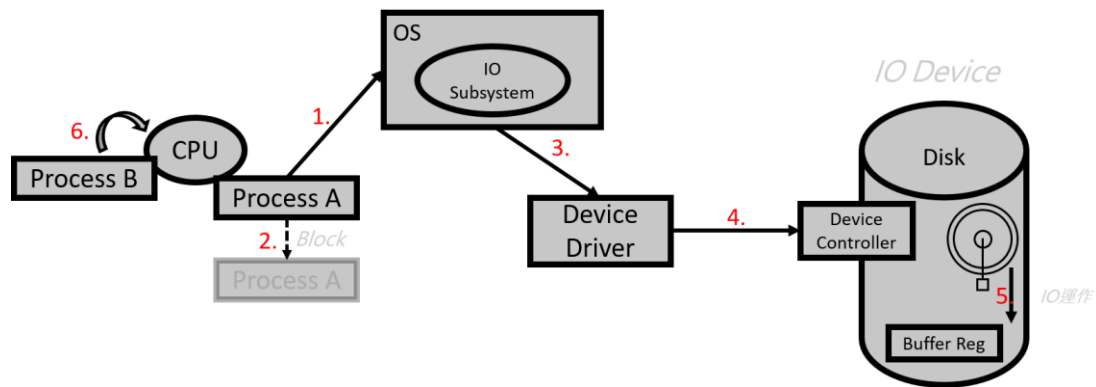 OS
IO
Subsystem
IO Device
1.
6.
CPU
3.
Disk
Process B
Process A
Device
Driver
4.
Device
Controller
2.
Block
Process A
5.
IO運作
Buffer Reg